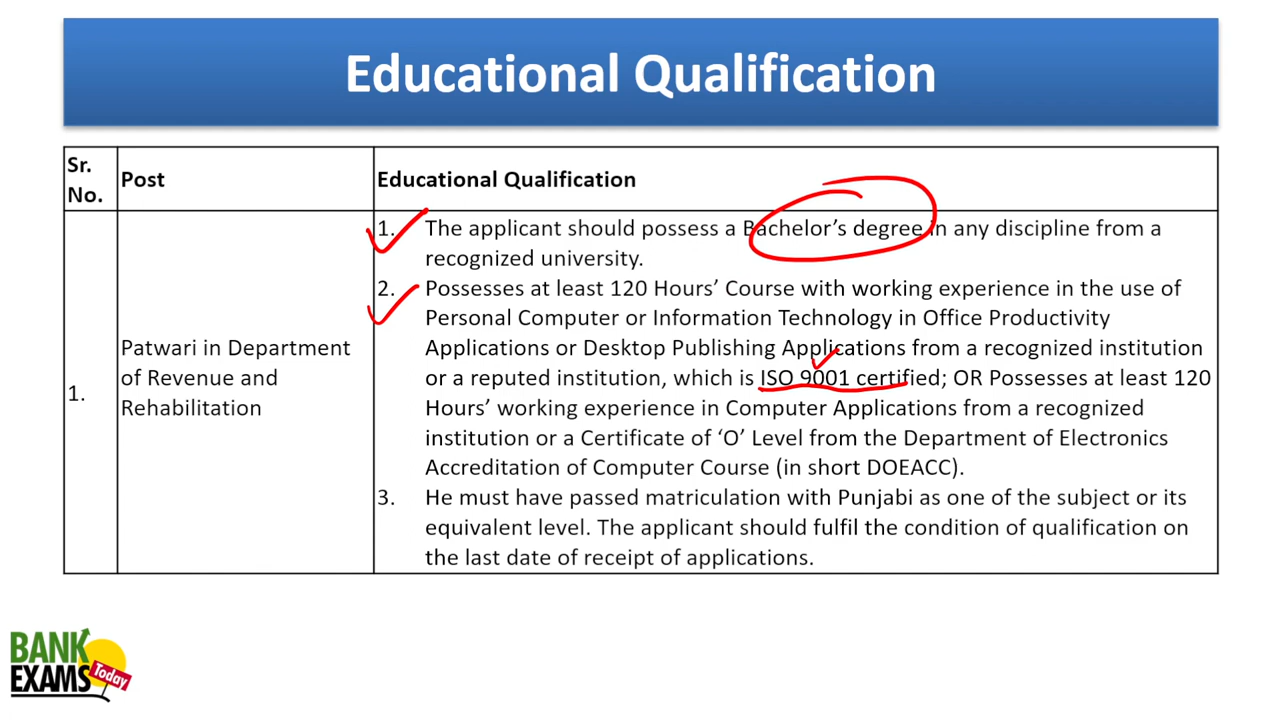 Educational Qualification
Sr.
No.
Post
Educational Qualification
1.
Patwari in Department
of Revenue and
Rehabilitation
1. The applicant should possess a Bachelor’s degree in any discipline from a
recognized university.
2. Possesses at least 120 Hours’ Course with working experience in the use of
Personal Computer or Information Technology in Office Productivity
Applications or Desktop Publishing Applications from a recognized institution
or a reputed institution, which is ISO 9001 certified; OR Possesses at least 120
Hours’ working experience in Computer Applications from a recognized
institution or a Certificate of ‘O’ Level from the Department of Electronics
Accreditation of Computer Course (in short DOEACC).
3. He must have passed matriculation with Punjabi as one of the subject or its
equivalent level. The applicant should fulfil the condition of qualification on
the last date of receipt of applications.
BANK
EXAMS
Today